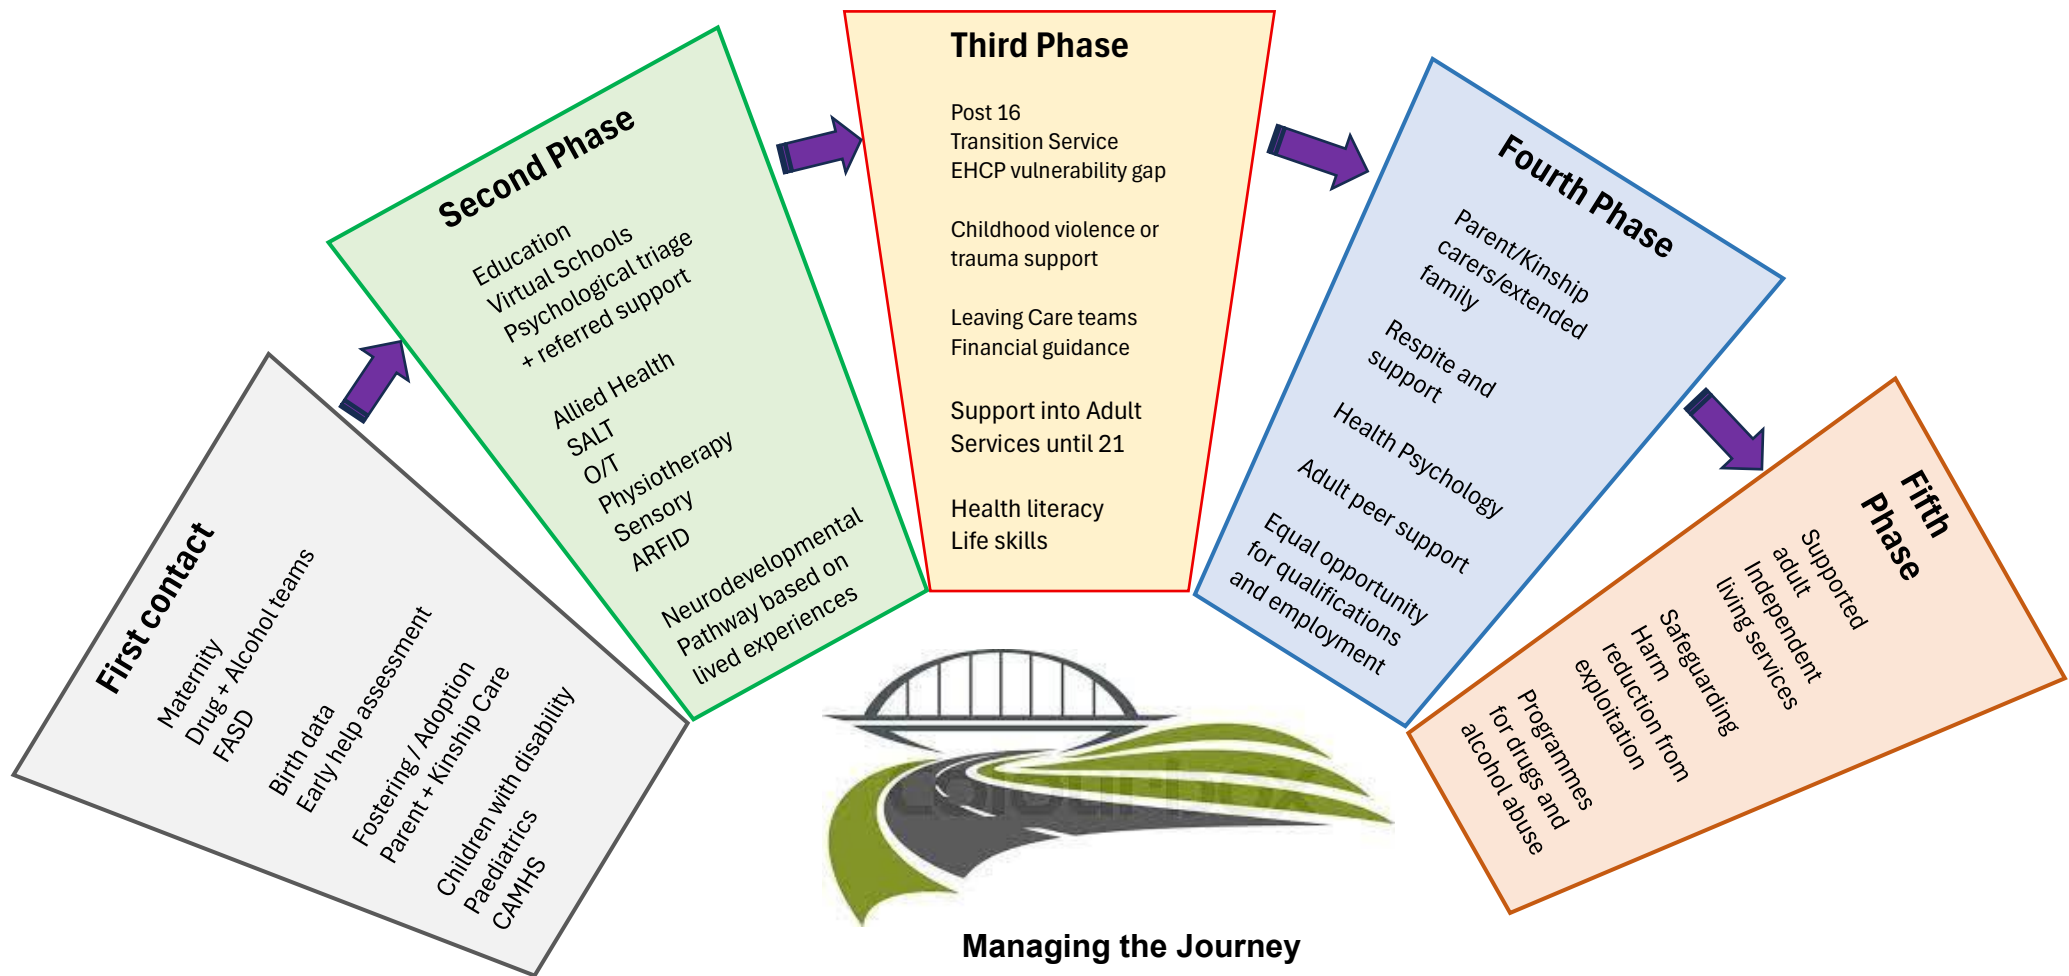 First contact
Maternity
Drug + Alcohol teams
FASD
Birth data
Early help assessment
Fostering / Adoption
Parent + Kinship Care
Children with disability
Paediatrics
CAMHS
Second Phase
Education
Virtual Schools
Psychological triage
+ referred support
Allied Health
SALT
O/T
Physiotherapy
Sensory
ARFID
Neurodevelopmental
Pathway based on
lived experiences
Third Phase
Post 16
Transition Service
EHCP vulnerability gap
Childhood violence or
trauma support
Leaving Care teams
Financial guidance
Support into Adult
Services until 21
Health literacy
Life skills
Fourth Phase
Parent/Kinship
carers/extended
family
Respite and
support
Health Psychology
Adult peer support
Equal opportunity
for qualifications
and employment
Fifth
Phase
Supported
adult
Independent
living services
Safeguarding
Harm
reduction from
exploitation
Programmes
for drugs and
alcohol abuse
colourbox
Managing the Journey